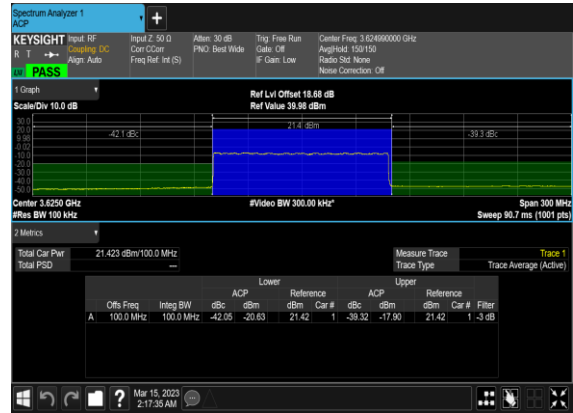 Spectrum Analyzer 1
ACP
+
KEYSIGHT Input: RF Input Z: 50 Ω Atten: 30 dB Trig: Free Run Center Freq: 3.624990000 GHz
R T Coupling: DC Corr CCorr PNO: Best Wide Gate: Off Avg|Hold: 150/150
Align: Auto Freq Ref: Int (S) IF Gain: Low Radio Std: None
LW PASS Noise Correction: Off
1 Graph Ref Lvl Offset 18.68 dB
Scale/Div 10.0 dB Ref Value 39.98 dBm
30.0
20.0 21.4 dBm
9.98 -42.1 dBc -39.3 dBc
-0.02
-10.0
-20.0
-30.0
-40.0
-50.0
Center 3.6250 GHz #Video BW 300.00 kHz* Span 300 MHz
#Res BW 100 kHz Sweep 90.7 ms (1001 pts)
2 Metrics
Total Car Pwr 21.423 dBm/100.0 MHz Measure Trace Trace 1
Total PSD --- Trace Type Trace Average (Active)
Lower Upper
ACP Reference ACP Reference
Offs Freq Integ BW dBc dBm dBm Car # dBc dBm dBm Car # Filter
A 100.0 MHz 100.0 MHz -42.05 -20.63 21.42 1 -39.32 -17.90 21.42 1 -3 dB
? Mar 15, 2023
2:17:35 AM